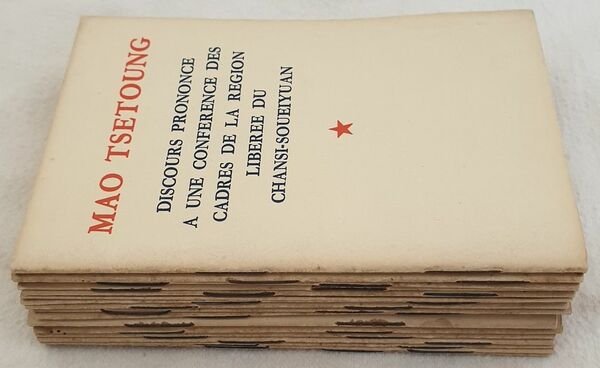 MAO TSETOUNG
DISCOURS PRONONCE
A UNE CONFERENCE DES
CADRES DE LA REGION
LIBEREE DU
CHANSI-SOUEIYUAN